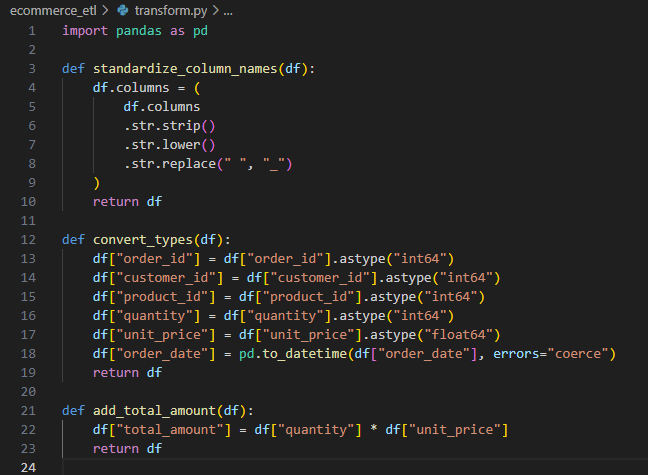 ecommerce_etl > transform.py > ...
1 import pandas as pd
2
3 def standardize_column_names(df):
4     df.columns = (
5         df.columns
6         .str.strip()
7         .str.lower()
8         .str.replace(" ", "_")
9     )
10     return df
11
12 def convert_types(df):
13     df["order_id"] = df["order_id"].astype("int64")
14     df["customer_id"] = df["customer_id"].astype("int64")
15     df["product_id"] = df["product_id"].astype("int64")
16     df["quantity"] = df["quantity"].astype("int64")
17     df["unit_price"] = df["unit_price"].astype("float64")
18     df["order_date"] = pd.to_datetime(df["order_date"], errors="coerce")
19     return df
20
21 def add_total_amount(df):
22     df["total_amount"] = df["quantity"] * df["unit_price"]
23     return df
24